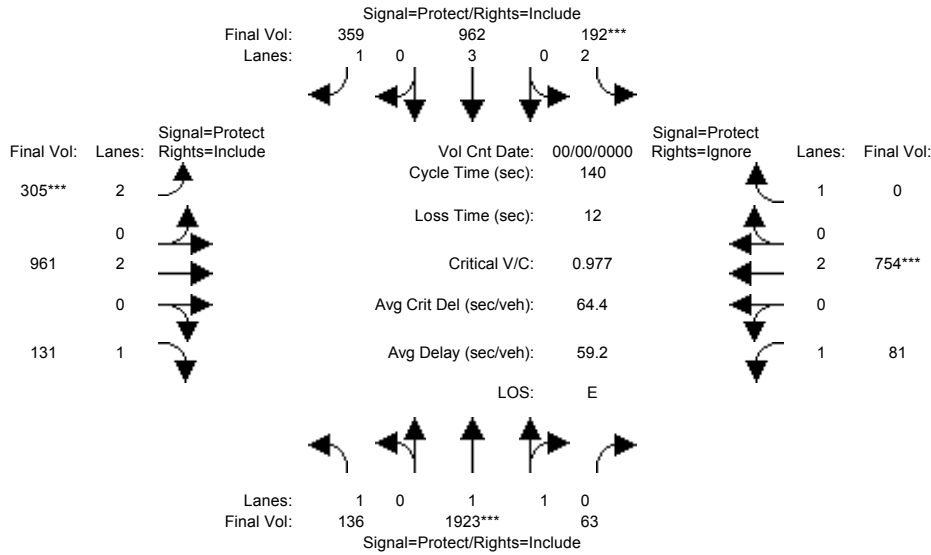 Signal=Protect/Rights=Include
Final Vol: 359 962 192***
Lanes: 1 0 3 0 2
Signal=Protect
Final Vol: Lanes: Rights=Include
Vol Cnt Date: 00/00/0000
Signal=Protect
Rights=Ignore Lanes: Final Vol:
Cycle Time (sec): 140
305*** 2
1 0
Loss Time (sec): 12
0
0
961 2
Critical V/C: 0.977
2 754***
0
Avg Crit Del (sec/veh): 64.4
0
131 1
Avg Delay (sec/veh): 59.2
1 81
LOS: E
Lanes: 1 0 1 1 0
Final Vol: 136 1923*** 63
Signal=Protect/Rights=Include